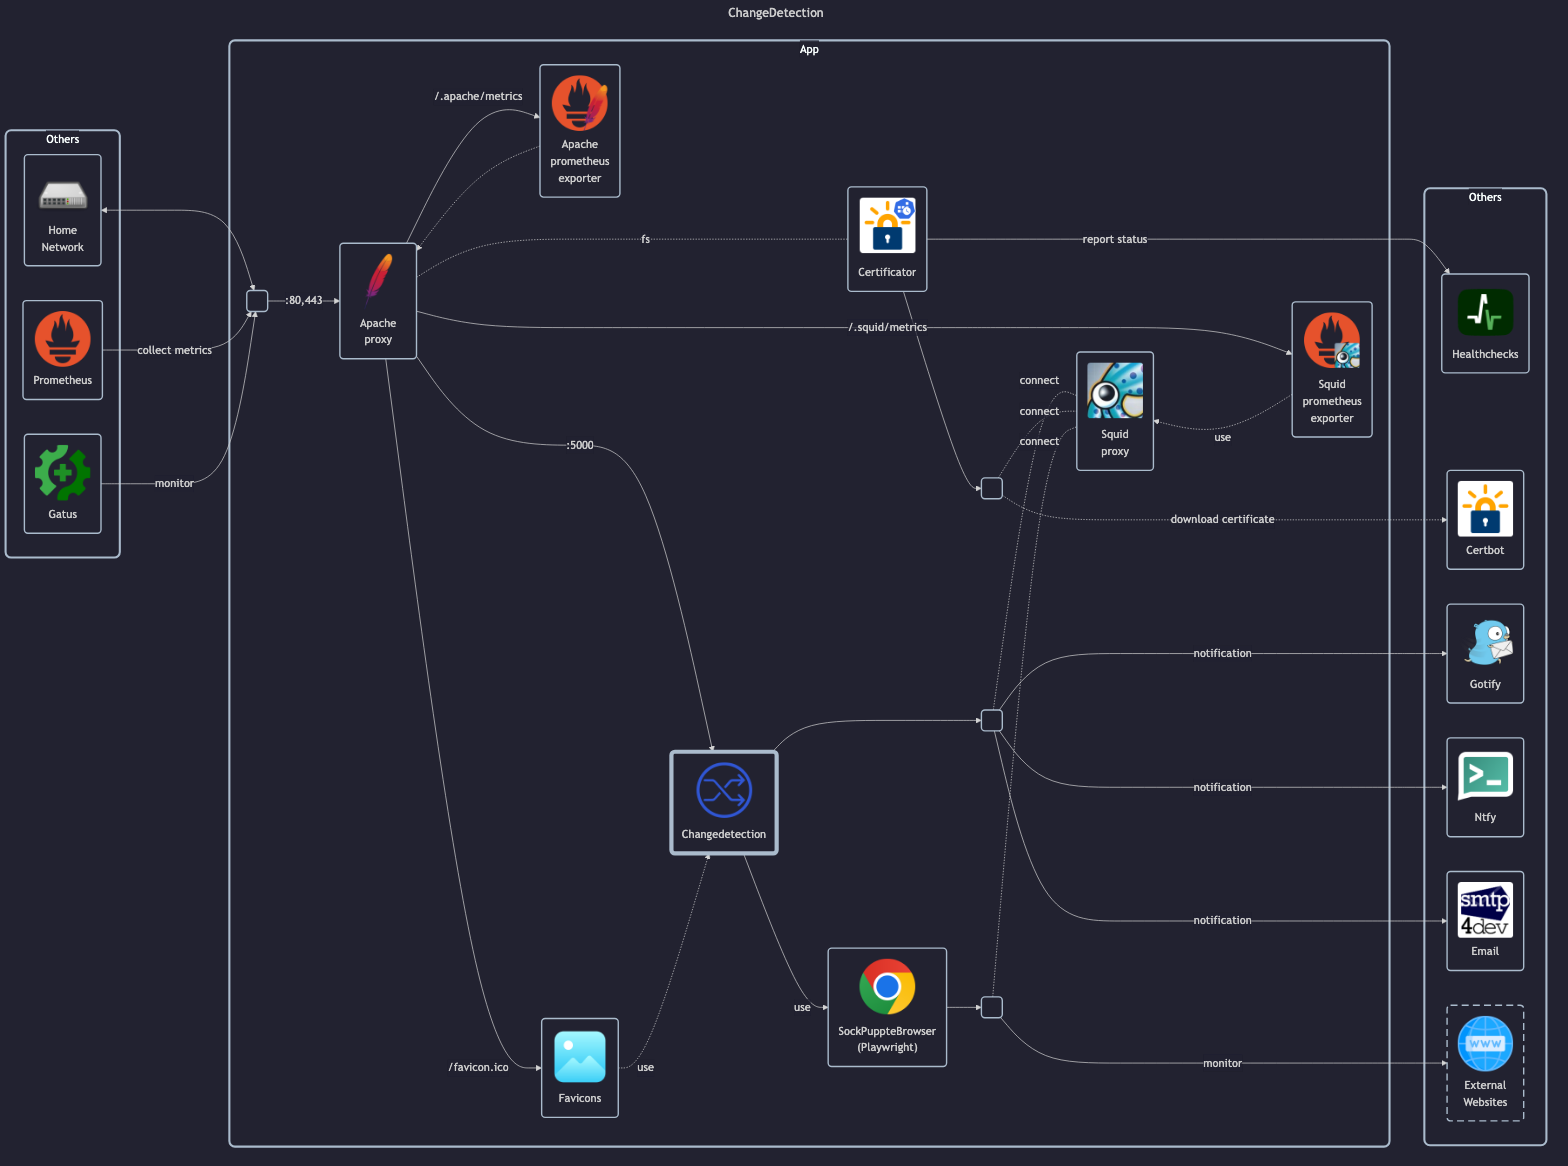 ChangeDetection
App
Others
Home
Network
Prometheus
Gatus
collect metrics
monitor
:80,443
Apache
proxy
/.apache/metrics
Apache
prometheus
exporter
fs
Certificator
report status
/.squid/metrics
:5000
connect
connect
connect
Squid
proxy
use
Squid
prometheus
exporter
download certificate
notification
notification
notification
Changedetection
use
SockPuppteBrowser
(Playwright)
monitor
/favicon.ico
Favicons
use
Others
Healthchecks
Certbot
Gotify
Ntfy
smtp
4dev
Email
WWW
External
Websites